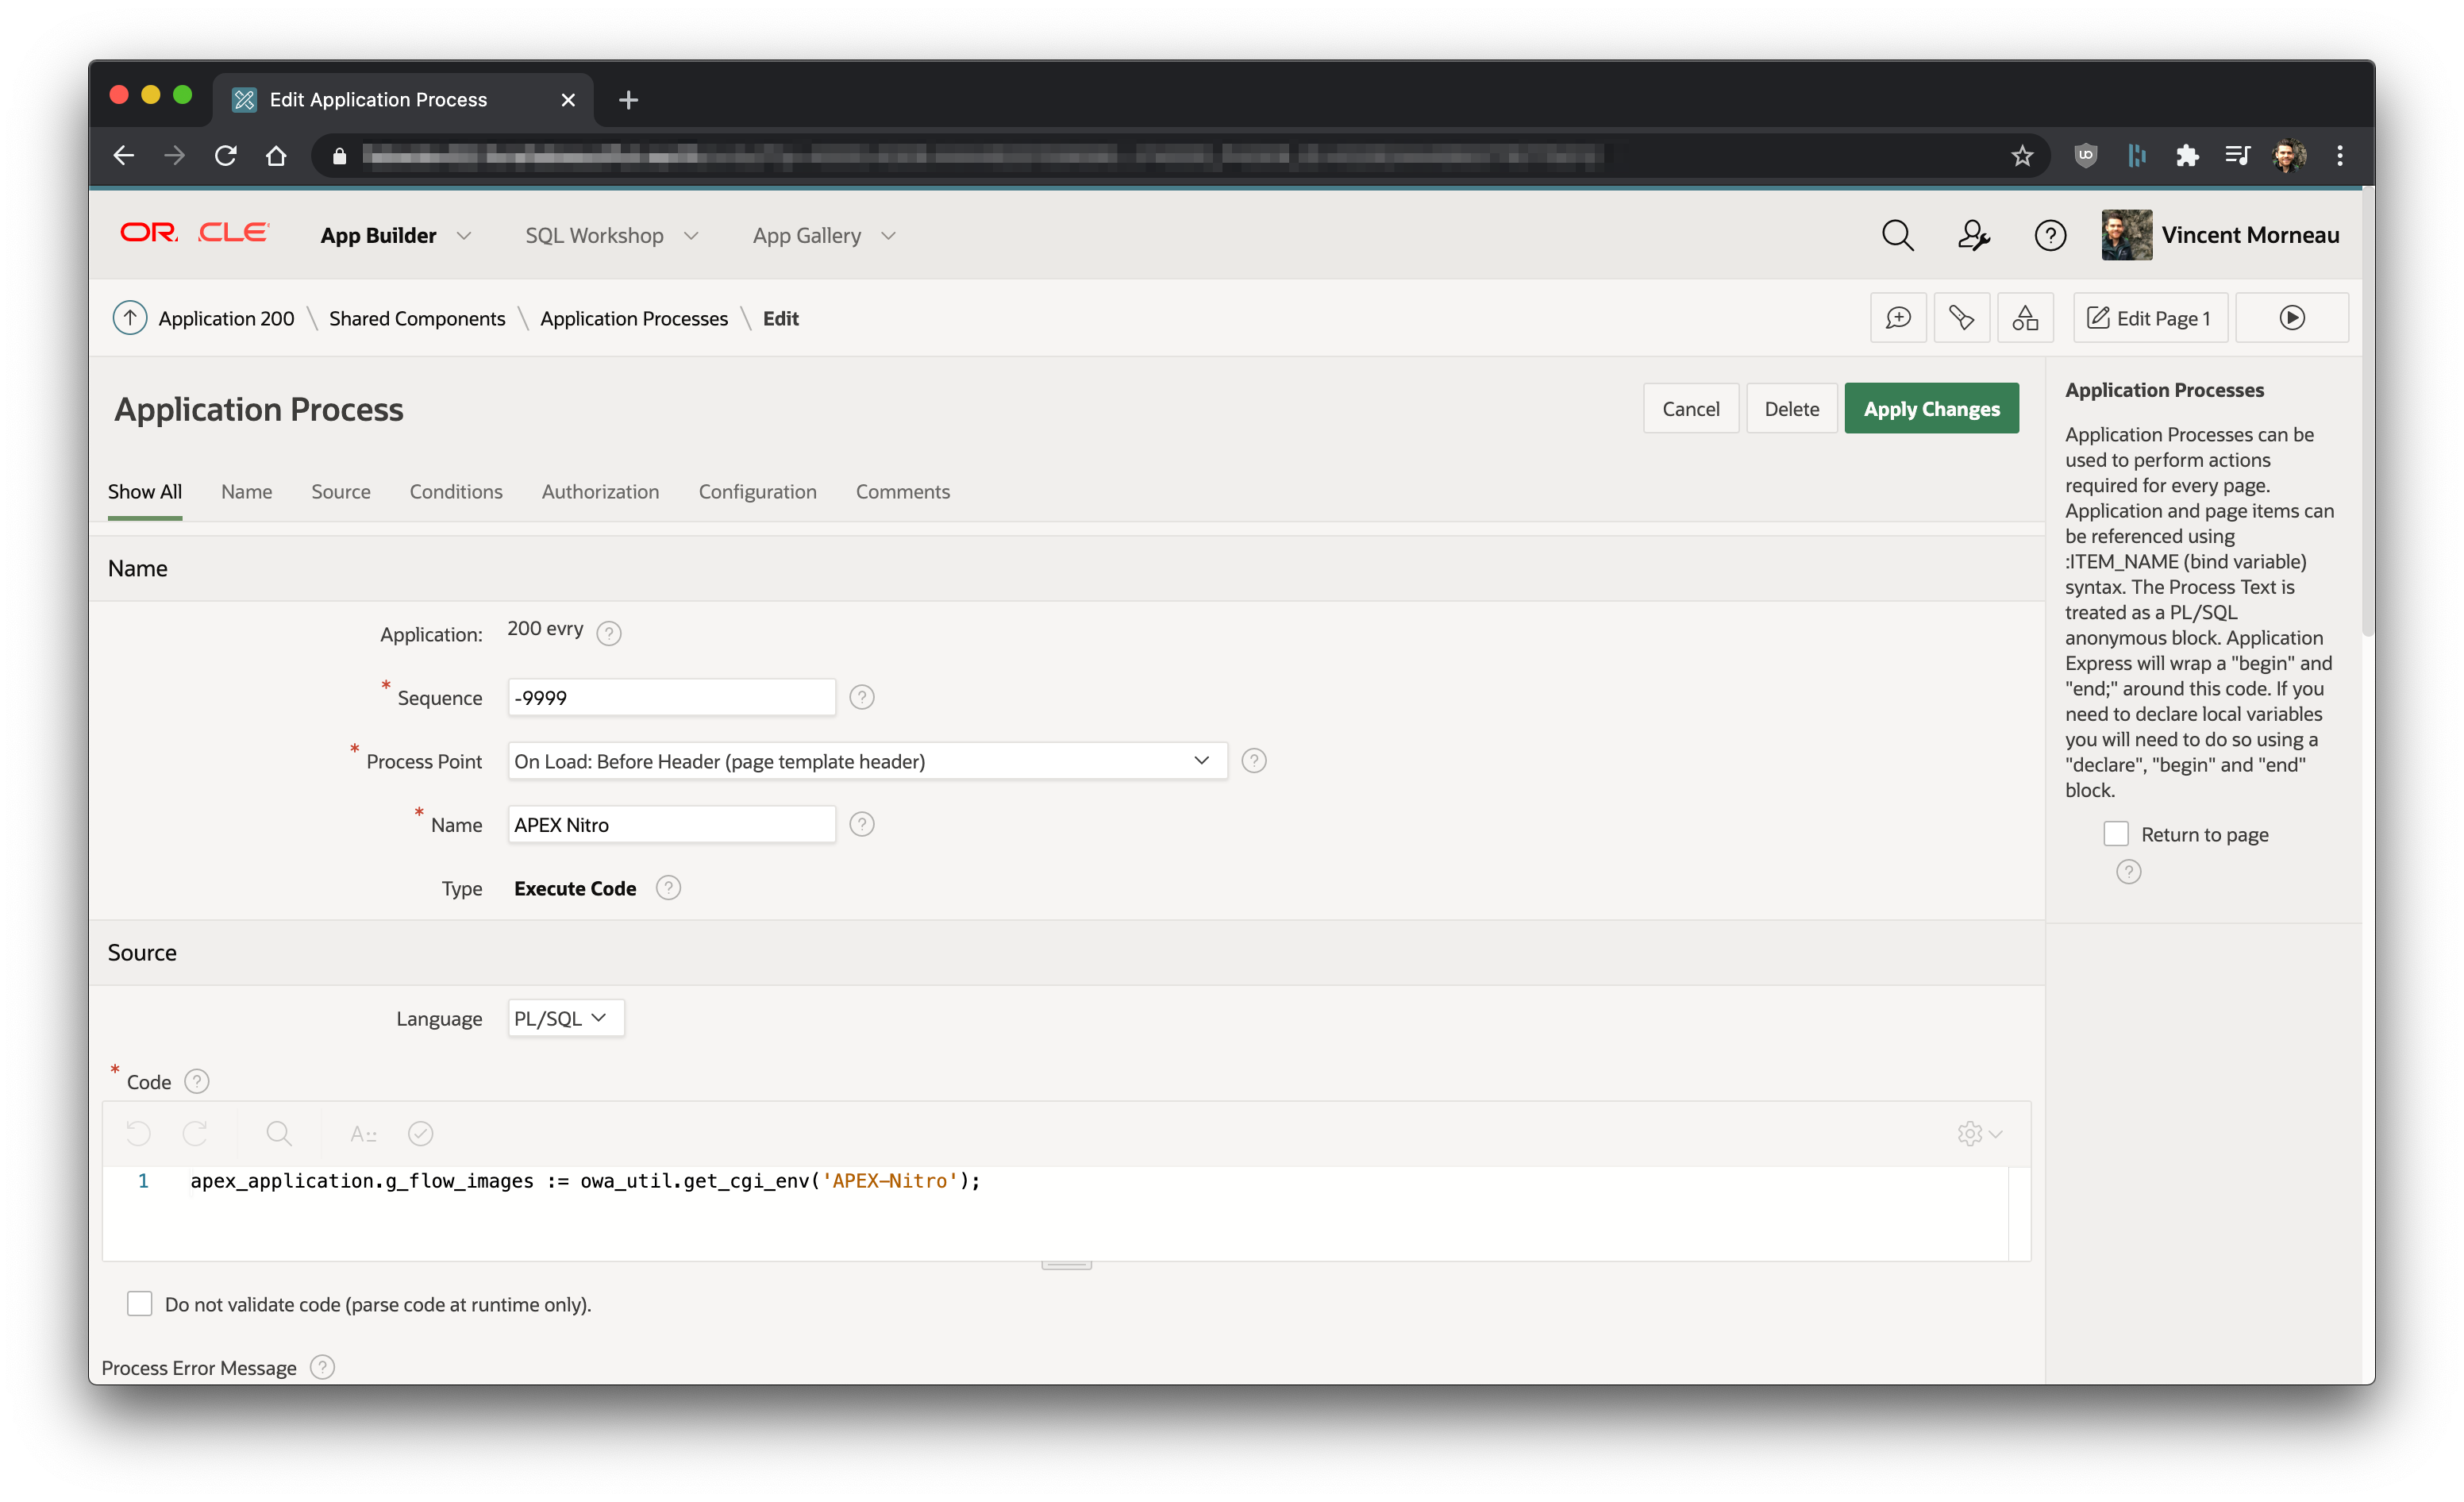 Edit Application Process
OR CLE
App Builder
SQL Workshop
App Gallery
Vincent Morneau
Application 200 \ Shared Components \ Application Processes \ Edit
Edit Page 1
Application Process
Cancel
Delete
Apply Changes
Show All
Name
Source
Conditions
Authorization
Configuration
Comments
Name
Application:
200 evry
* Sequence
-9999
* Process Point
On Load: Before Header (page template header)
* Name
APEX Nitro
Type
Execute Code
Source
Language
PL/SQL
* Code
1 apex_application.g_flow_images := owa_util.get_cgi_env('APEX-Nitro');
Do not validate code (parse code at runtime only).
Process Error Message
Application Processes
Application Processes can be
used to perform actions
required for every page.
Application and page items can
be referenced using
:ITEM_NAME (bind variable)
syntax. The Process Text is
treated as a PL/SQL
anonymous block. Application
Express will wrap a "begin" and
"end;" around this code. If you
need to declare local variables
you will need to do so using a
"declare", "begin" and "end"
block.
Return to page